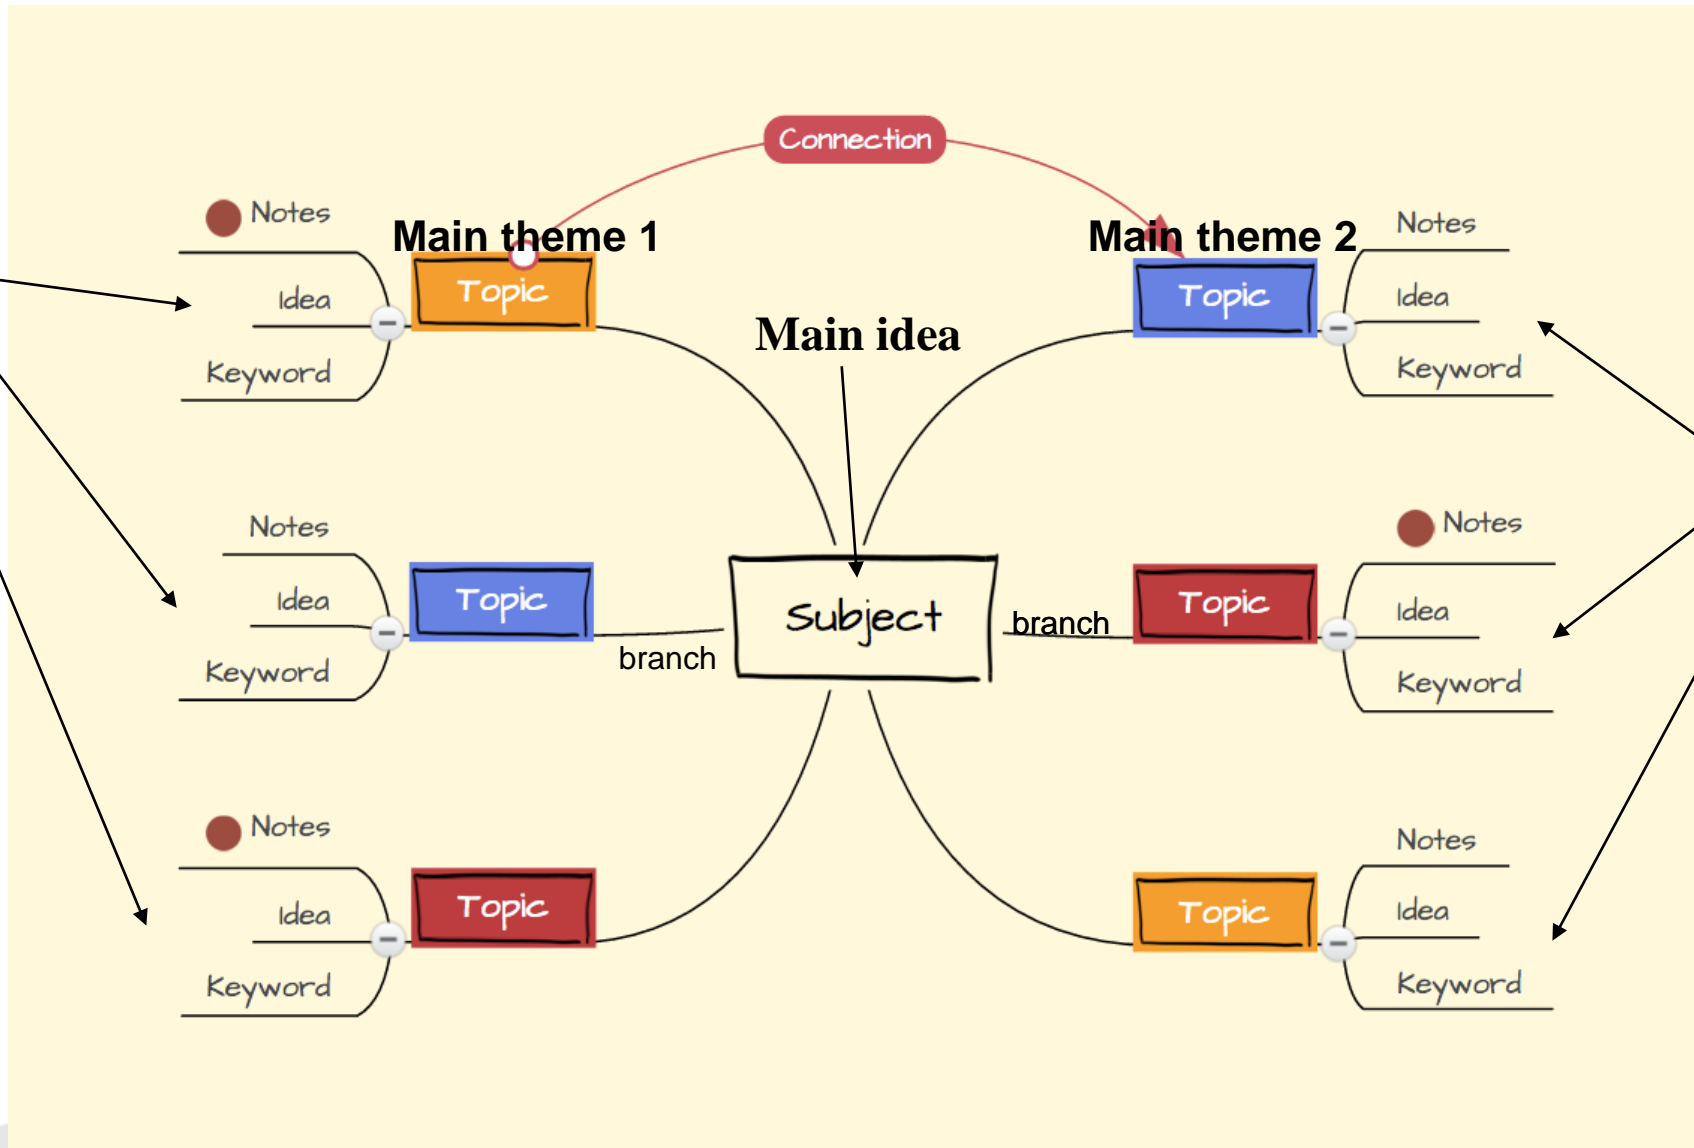 Connection
Notes
Main theme 1
Topic
Idea
Keyword
Main theme 2
Topic
Notes
Idea
Keyword
Main idea
Notes
Topic
Idea
Keyword
branch
Subject
branch
Topic
Notes
Idea
Keyword
Notes
Topic
Idea
Keyword
Topic
Notes
Idea
Keyword